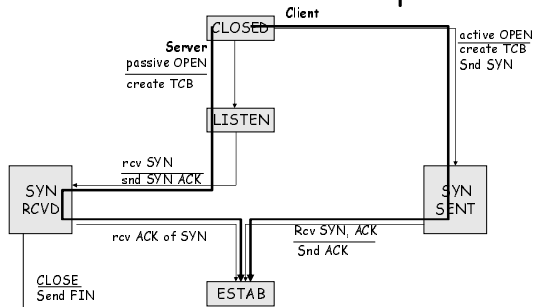 Client
CLOSED
Server
passive OPEN
create TCB
active OPEN
create TCB
Snd SYN
LISTEN
rcv SYN
snd SYN ACK
SYN
RCVD
SYN
SENT
rcv ACK of SYN
Rcv SYN, ACK
Snd ACK
CLOSE
Send FIN
ESTAB